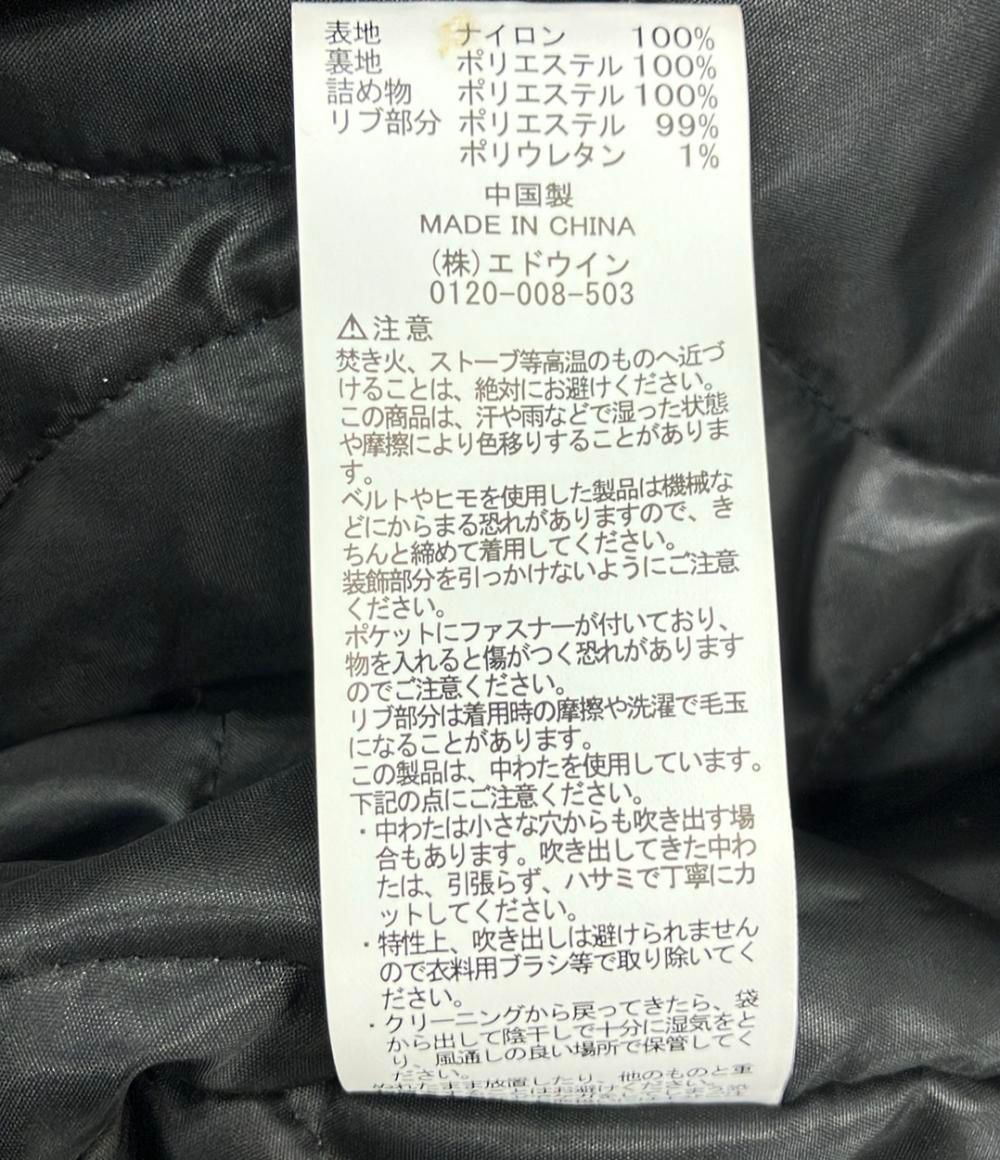 表地 ナイロン 100%
裏地 ポリエステル 100%
詰め物 ポリエステル 100%
リブ部分 ポリエステル 99%
ポリウレタン 1%
中国製
MADE IN CHINA
(株)エドウイン
0120-008-503
⚠注意
焚き火、ストーブ等高温のものへ近づ
けることは、絶対にお避けください。
この商品は、汗や雨などで湿った状態
や摩擦により色移りすることがありま
す。
ベルトやヒモを使用した製品は機械な
どにからまる恐れがありますので、き
ちんと締めて着用してください。
装飾部分を引っかけないようにご注意
ください。
ポケットにファスナーが付いており、
物を入れると傷がつく恐れがあります
のでご注意ください。
リブ部分は着用時の摩擦や洗濯で毛玉
になることがあります。
この製品は、中わたを使用しています。
下記の点にご注意ください。
・中わたは小さな穴からも吹き出す場
合もあります。吹き出してきた中わ
たは、引張らず、ハサミで丁寧にカ
ットしてください。
・特性上、吹き出しは避けられません
ので衣料用ブラシ等で取り除いてく
ださい。
・クリーニングから戻ってきたら、袋
から出して陰干しで十分に湿気をと
り、風通しの良い場所で保管してく
ださい。
ぬれたまま放置したり、他のものと重